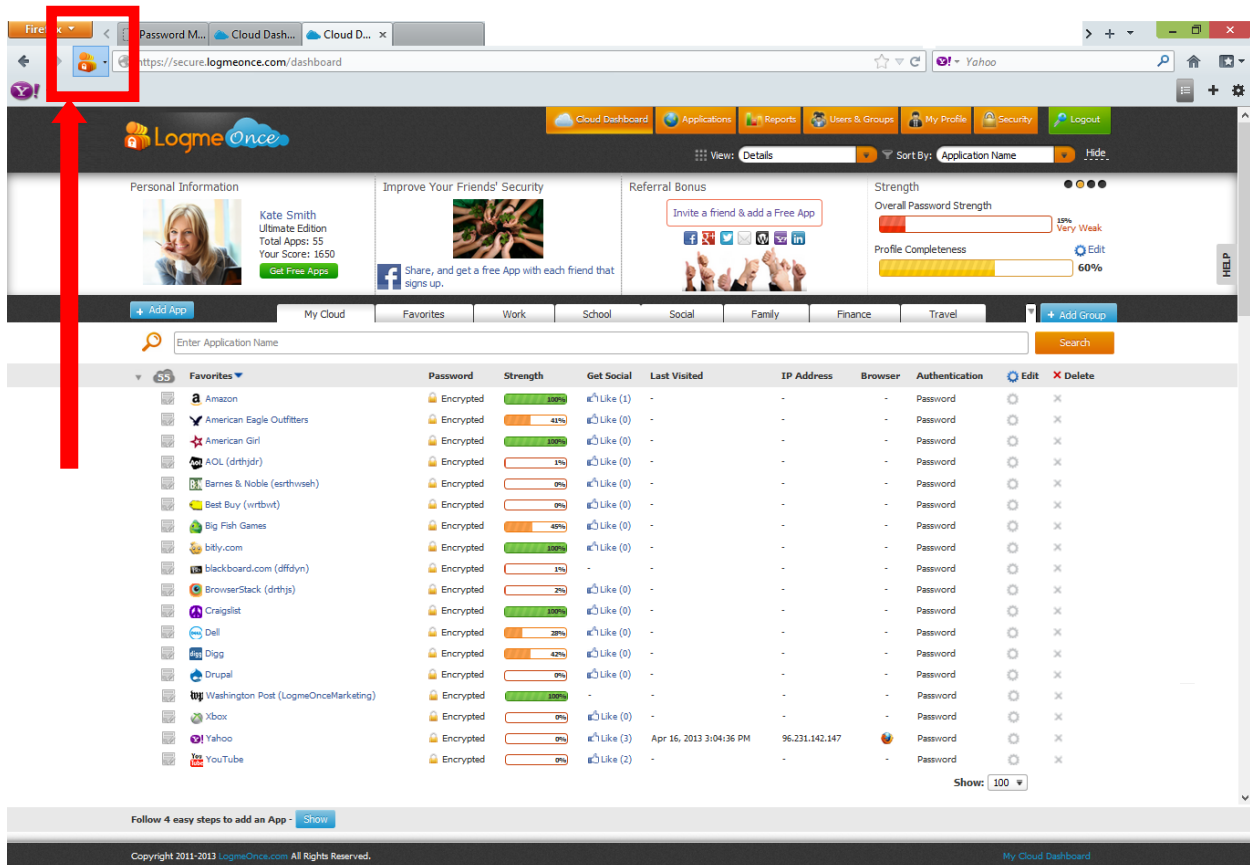 Firefox
Password M... Cloud Dash... Cloud D... ×
https://secure.logmeonce.com/dashboard Yahoo
Y!
LogmeOnce
Cloud Dashboard Applications Reports Users & Groups My Profile Security Logout
View: Details Sort By: Application Name Hide
Personal Information Improve Your Friends' Security Referral Bonus Strength
Kate Smith
Ultimate Edition
Total Apps: 55
Your Score: 1650
Get Free Apps
Share, and get a free App with each friend that
signs up.
Invite a friend & add a Free App
Overall Password Strength
15%
Very Weak
Profile Completeness Edit
60%
HELP
+ Add App My Cloud Favorites Work School Social Family Finance Travel + Add Group
Enter Application Name Search
55 Favorites Password Strength Get Social Last Visited IP Address Browser Authentication Edit Delete
Amazon Encrypted 100% Like (1) - - - Password
American Eagle Outfitters Encrypted 41% Like (0) - - - Password
American Girl Encrypted 100% Like (0) - - - Password
AOL (drthjdr) Encrypted 1% Like (0) - - - Password
Barnes & Noble (esrthwseh) Encrypted 0% Like (0) - - - Password
Best Buy (wrtbwt) Encrypted 0% Like (0) - - - Password
Big Fish Games Encrypted 45% Like (0) - - - Password
bitly.com Encrypted 100% Like (0) - - - Password
blackboard.com (dffdyn) Encrypted 1% - - - - Password
BrowserStack (drthjs) Encrypted 2% Like (0) - - - Password
Craigslist Encrypted 100% Like (0) - - - Password
Dell Encrypted 28% Like (0) - - - Password
Digg Encrypted 42% Like (0) - - - Password
Drupal Encrypted 0% Like (0) - - - Password
Washington Post (LogmeOnceMarketing) Encrypted 100% - - - - Password
Xbox Encrypted 0% Like (0) - - - Password
Yahoo Encrypted 0% Like (3) Apr 16, 2013 3:04:36 PM 96.231.142.147 Password
YouTube Encrypted 0% Like (2) - - - Password
Show: 100
Follow 4 easy steps to add an App - Show
Copyright 2011-2013 LogmeOnce.com All Rights Reserved. My Cloud Dashboard